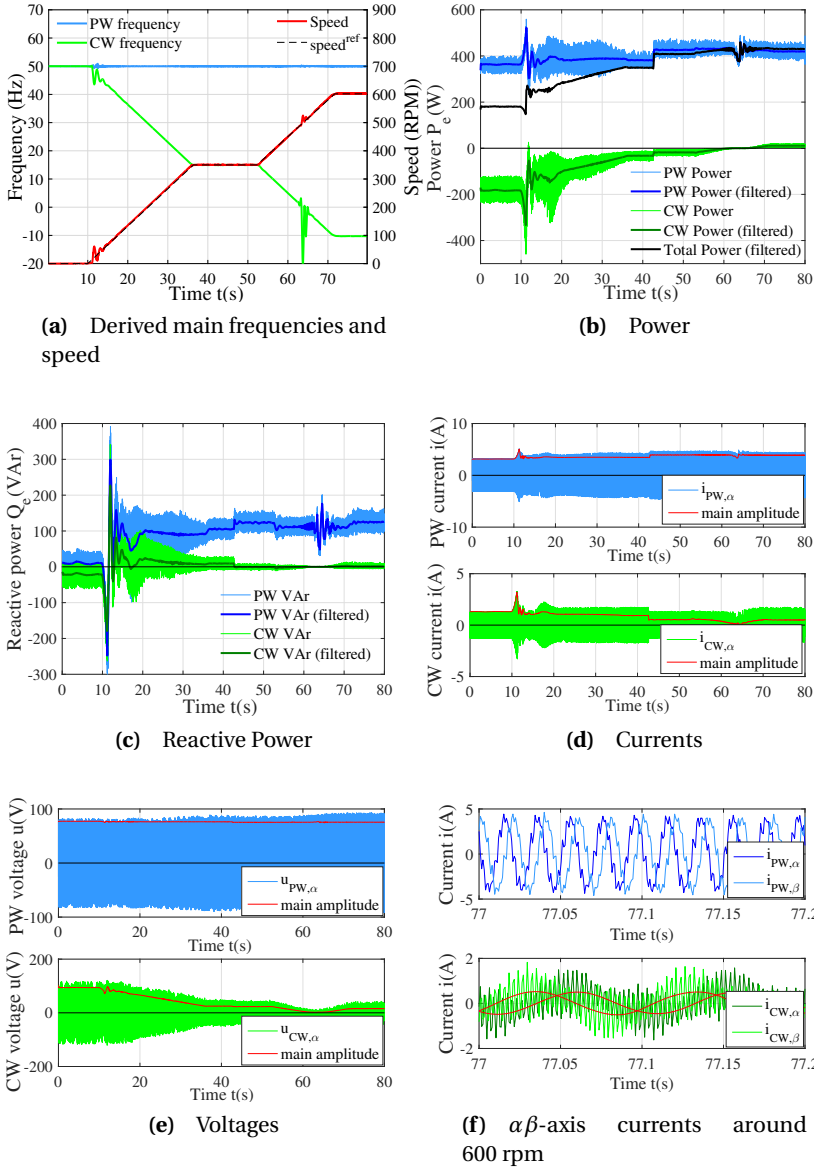 70
60
50
40
30
20
10
0
-10
-20
Frequency (Hz)
PW frequency
CW frequency
Speed
speed^ref
900
800
700
600
500
400
300
200
100
0
Speed (RPM)
0 10 20 30 40 50 60 70
Time t(s)
(a) Derived main frequencies and
speed
600
400
200
0
-200
-400
Power P_e(W)
PW Power
PW Power (filtered)
CW Power
CW Power (filtered)
Total Power (filtered)
0 10 20 30 40 50 60 70 80
Time t(s)
(b) Power
400
300
200
100
0
-100
-200
-300
Reactive power Q_e(VAr)
PW VAr
PW VAr (filtered)
CW VAr
CW VAr (filtered)
0 10 20 30 40 50 60 70 80
Time t(s)
(c) Reactive Power
10
0
-10
PW current i(A)
i_PW,α
main amplitude
0 10 20 30 40 50 60 70 80
Time t(s)
5
0
-5
CW current i(A)
i_CW,α
main amplitude
0 10 20 30 40 50 60 70 80
Time t(s)
(d) Currents
100
0
-100
PW voltage u(V)
u_PW,α
main amplitude
0 20 40 60 80
Time t(s)
200
0
-200
CW voltage u(V)
u_CW,α
main amplitude
0 20 40 60 80
Time t(s)
(e) Voltages
5
0
-5
Current i(A)
i_PW,α
i_PW,β
77 77.05 77.1 77.15 77.2
Time t(s)
2
0
-2
Current i(A)
i_CW,α
i_CW,β
77 77.05 77.1 77.15 77.2
Time t(s)
(f) αβ-axis currents around
600 rpm